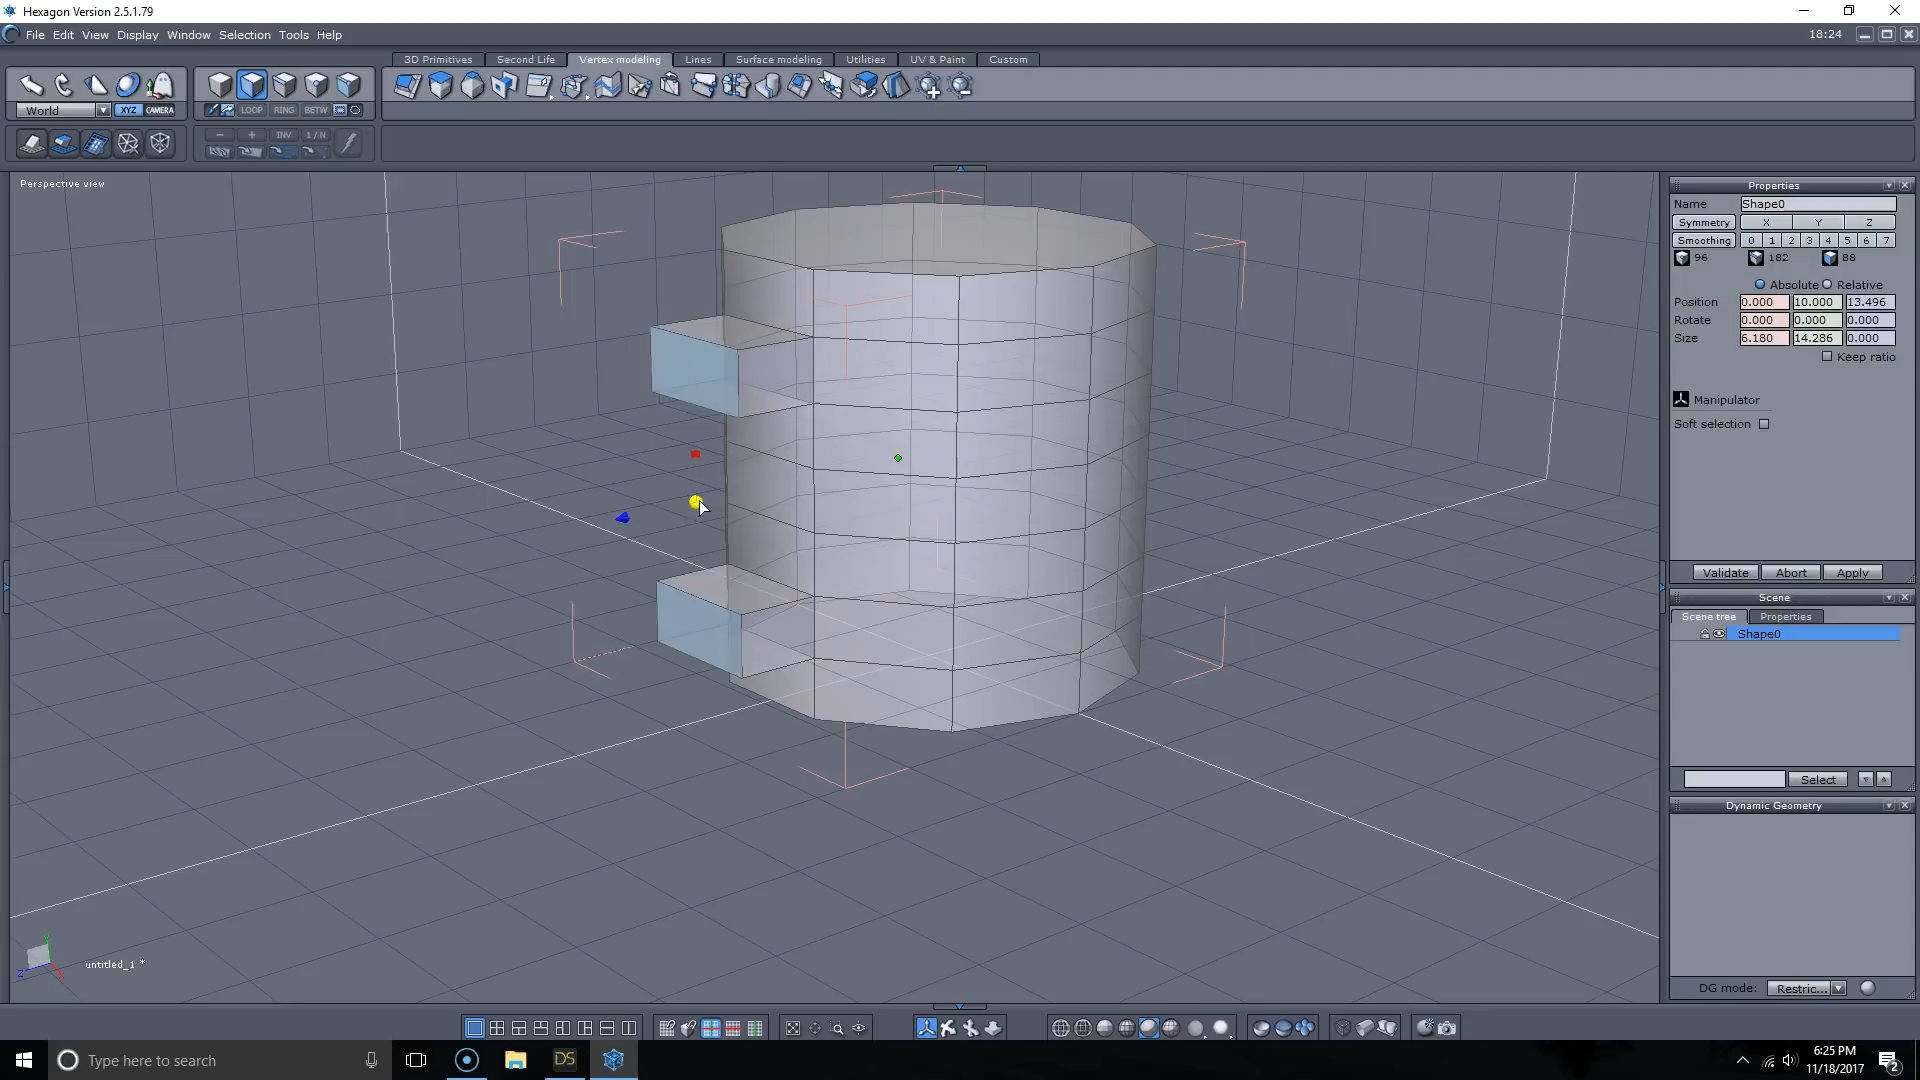 Hexagon Version 2.5.1.79
File Edit View Display Window Selection Tools Help
18:24
3D Primitives Second Life Vertex modeling Lines Surface modeling Utilities UV & Paint Custom
World XYZ CAMERA LOOP RING BETW
- + INV 1 / N
Perspective view
Properties
Name Shape0
Symmetry X Y Z
Smoothing 0 1 2 3 4 5 6 7
96 182 88
Absolute Relative
Position 0.000 10.000 13.496
Rotate 0.000 0.000 0.000
Size 6.180 14.286 0.000
Keep ratio
Manipulator
Soft selection
Validate Abort Apply
Scene
Scene tree Properties
Shape0
Select
Dynamic Geometry
DG mode: Restric...
Y
Z
untitled_1 *
Type here to search
DS
6:25 PM
11/18/2017
2